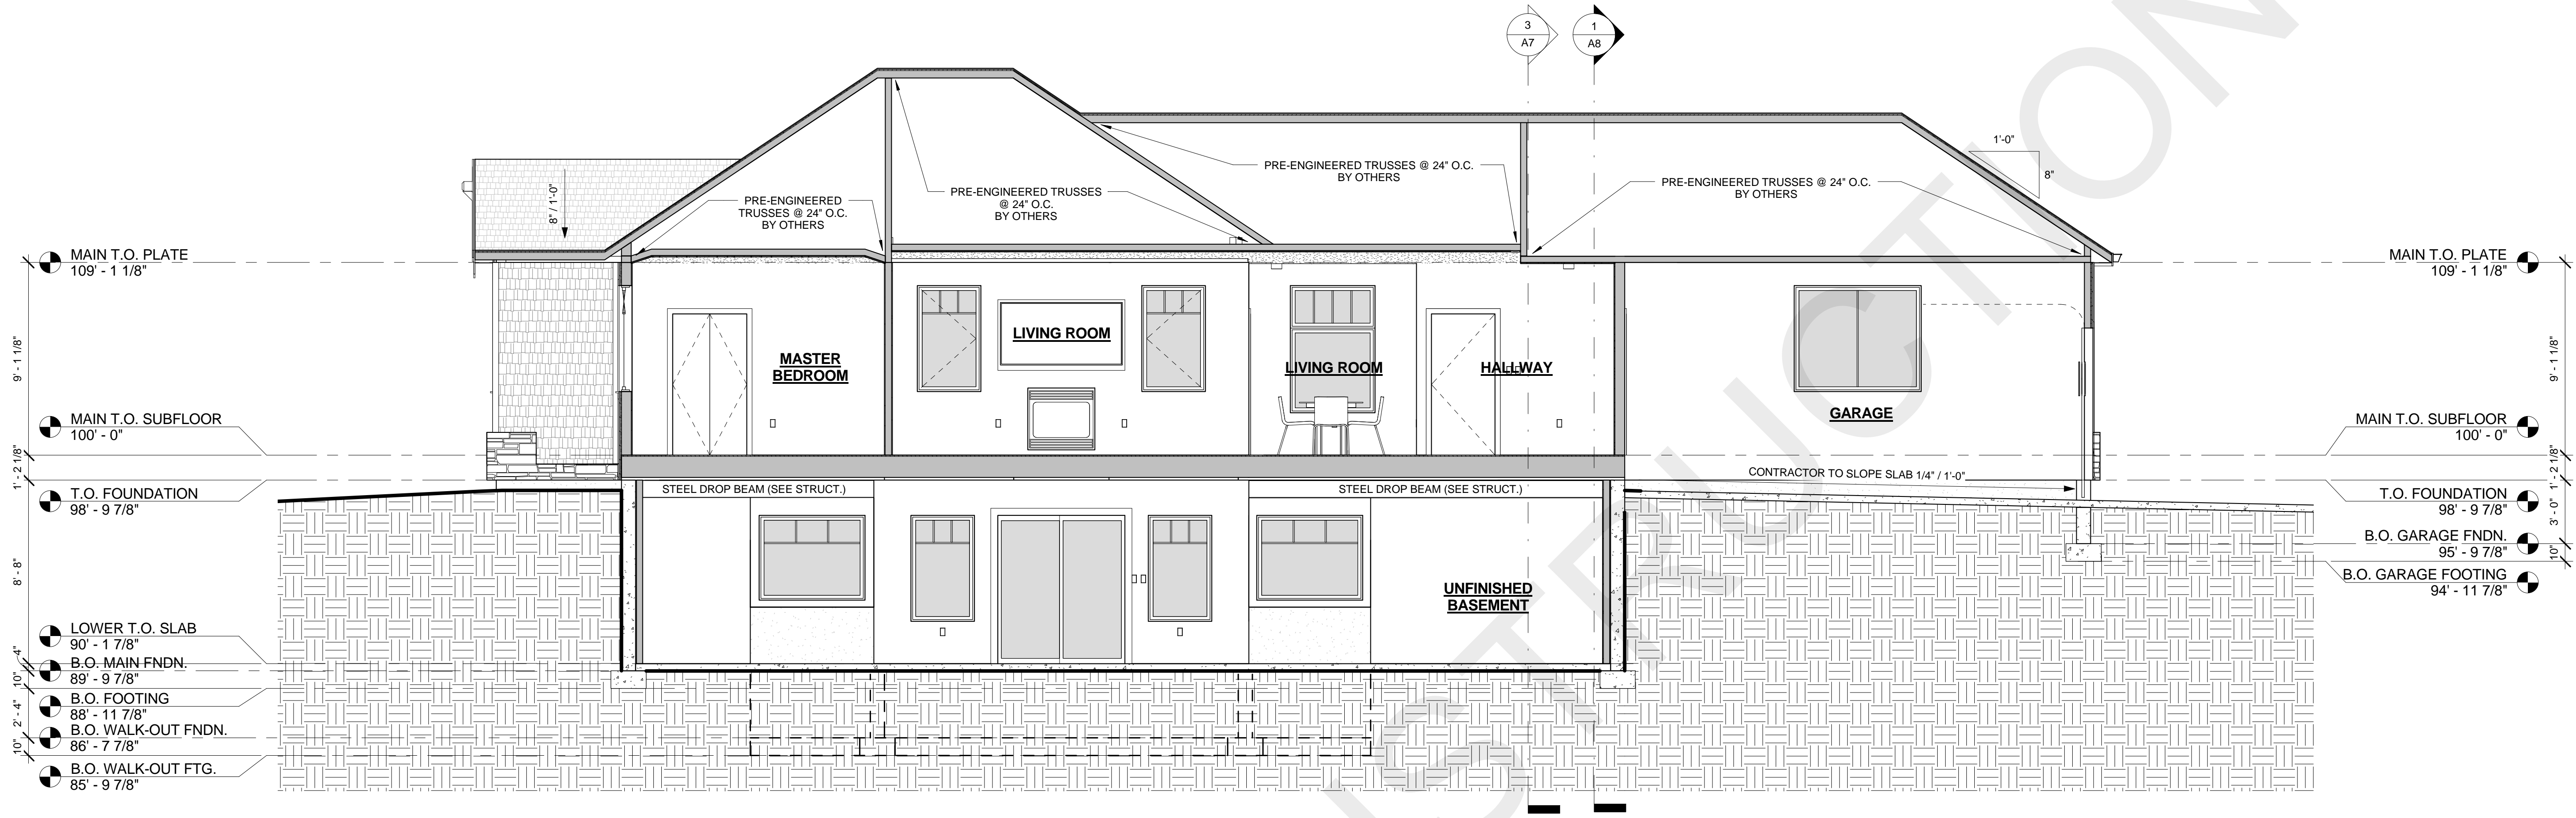 3
A7
1
A8
1'-0"
8"
8" / 1'-0"
PRE-ENGINEERED
TRUSSES @ 24" O.C.
BY OTHERS
PRE-ENGINEERED TRUSSES
@ 24" O.C.
BY OTHERS
PRE-ENGINEERED TRUSSES @ 24" O.C.
BY OTHERS
PRE-ENGINEERED TRUSSES @ 24" O.C.
BY OTHERS
MAIN T.O. PLATE
109' - 1 1/8"
MAIN T.O. SUBFLOOR
100' - 0"
T.O. FOUNDATION
98' - 9 7/8"
LOWER T.O. SLAB
90' - 1 7/8"
B.O. MAIN FNDN.
89' - 9 7/8"
B.O. FOOTING
88' - 11 7/8"
B.O. WALK-OUT FNDN.
86' - 7 7/8"
B.O. WALK-OUT FTG.
85' - 9 7/8"
9' - 1 1/8"
1' - 2 1/8"
8' - 8"
4"
10"
2' - 4"
10"
MASTER
BEDROOM
LIVING ROOM
LIVING ROOM
HALLWAY
GARAGE
CONTRACTOR TO SLOPE SLAB 1/4" / 1'-0"
STEEL DROP BEAM (SEE STRUCT.)
STEEL DROP BEAM (SEE STRUCT.)
UNFINISHED
BASEMENT
MAIN T.O. PLATE
109' - 1 1/8"
MAIN T.O. SUBFLOOR
100' - 0"
T.O. FOUNDATION
98' - 9 7/8"
B.O. GARAGE FNDN.
95' - 9 7/8"
B.O. GARAGE FOOTING
94' - 11 7/8"
9' - 1 1/8"
1' - 2 1/8"
3' - 0"
10"
STRUCTION